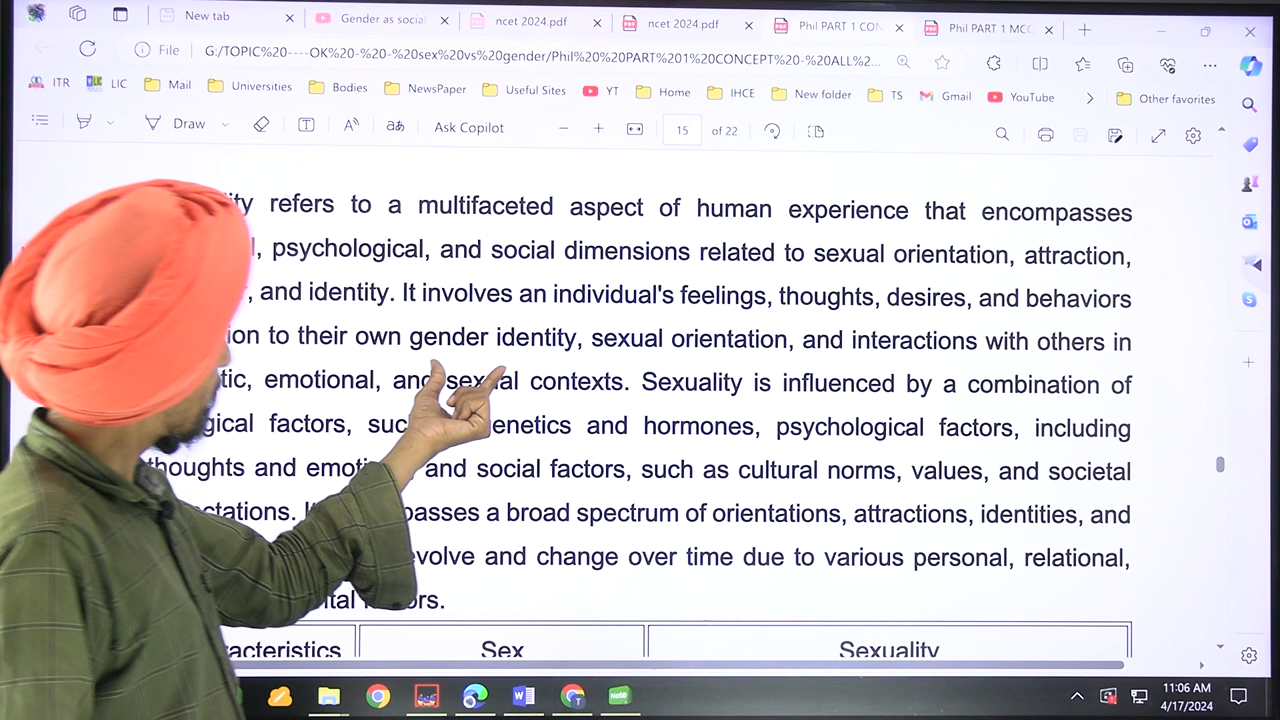 New tab
Gender as social
ncet 2024.pdf
ncet 2024.pdf
Phil PART 1 CON
Phil PART 1 MCC
File
G:/TOPIC%20----OK%20-%20-%20sex%20vs%20gender/Phil%20%20PART%201%20CONCEPT%20-%20ALL%2...
ITR
LIC
Mail
Universities
Bodies
NewsPaper
Useful Sites
YT
Home
IHCE
New folder
TS
Gmail
YouTube
Other favorites
Draw
Ask Copilot
15
of 22
ity refers to a multifaceted aspect of human experience that encompasses
, psychological, and social dimensions related to sexual orientation, attraction,
, and identity. It involves an individual's feelings, thoughts, desires, and behaviors
ion to their own gender identity, sexual orientation, and interactions with others in
tic, emotional, and sexual contexts. Sexuality is influenced by a combination of
gical factors, suc enetics and hormones, psychological factors, including
thoughts and emoti and social factors, such as cultural norms, values, and societal
ctations. passes a broad spectrum of orientations, attractions, identities, and
evolve and change over time due to various personal, relational,
tal rs.
acteristics
Sex
Sexuality
11:06 AM
4/17/2024